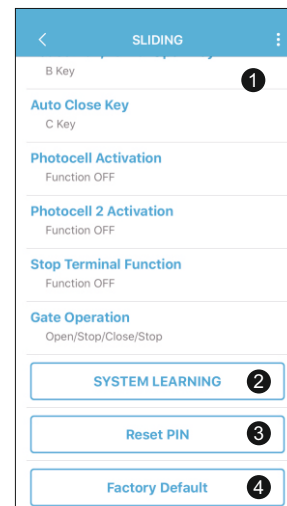 SLIDING
B Key
1
Auto Close Key
C Key
Photocell Activation
Function OFF
Photocell 2 Activation
Function OFF
Stop Terminal Function
Function OFF
Gate Operation
Open/Stop/Close/Stop
SYSTEM LEARNING 2
Reset PIN 3
Factory Default 4